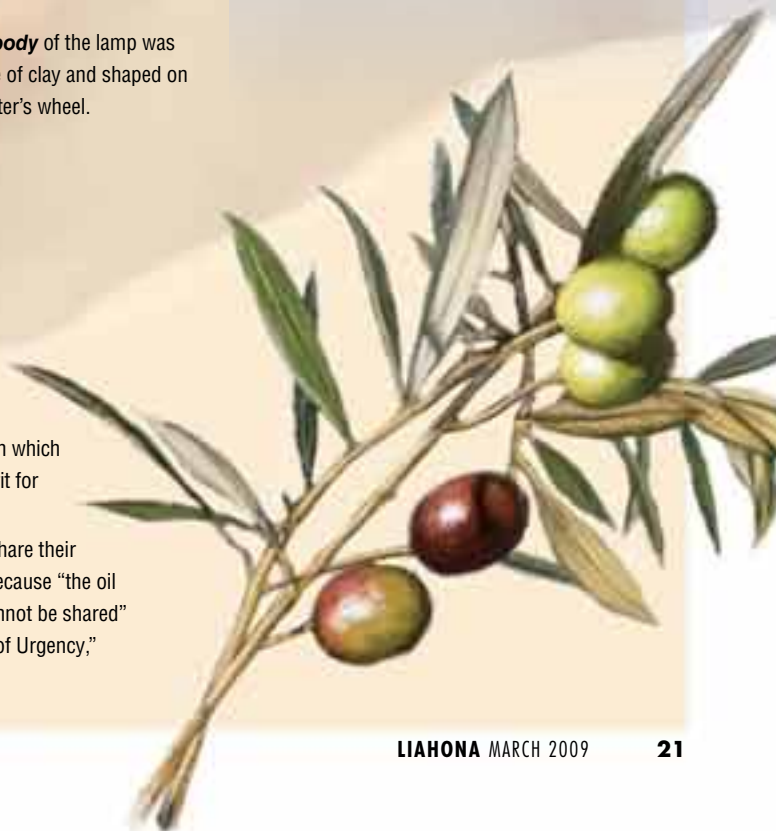 body of the lamp was
of clay and shaped on
ter's wheel.
n which
it for
hare their
ecause "the oil
nnot be shared"
of Urgency,"
LIAHONA MARCH 2009 21